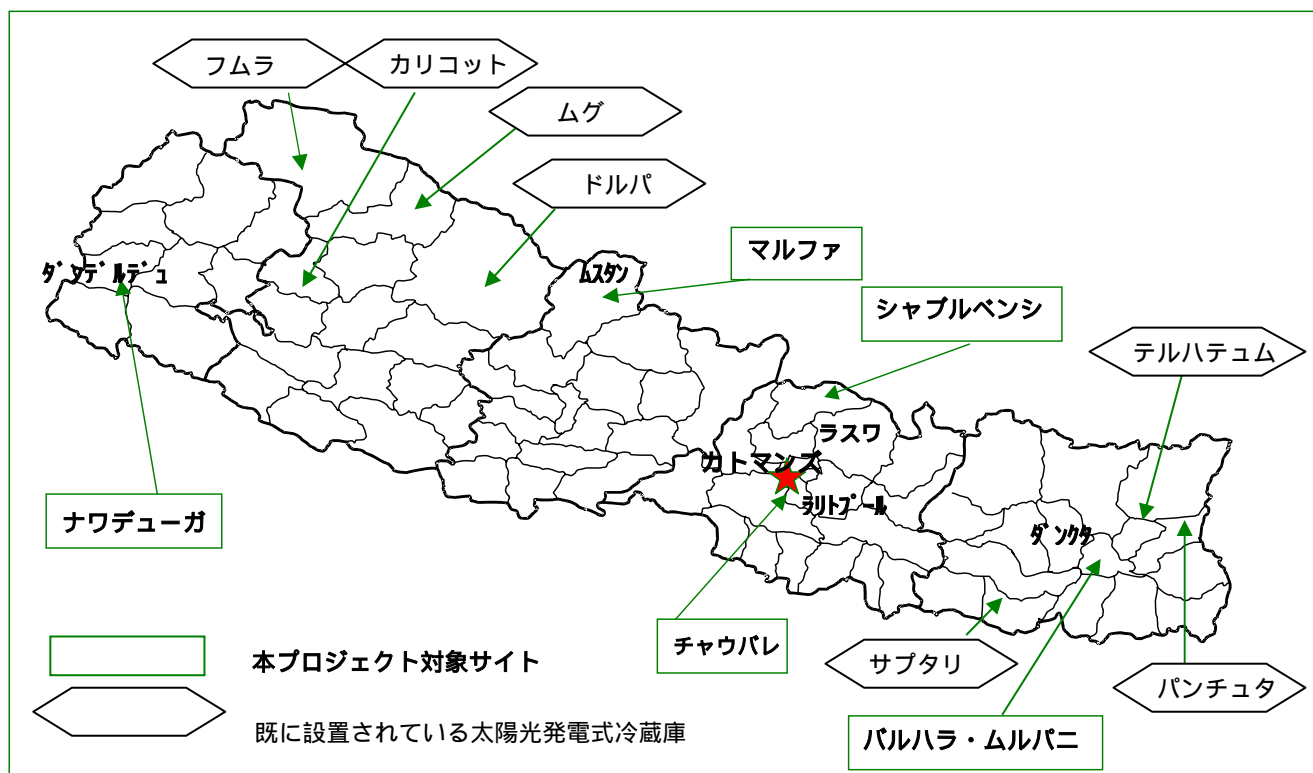 フムラ
カリコット
ムグ
ドルパ
マルファ
ムスタン
シャブルベンシ
ダンデルデュ
テルハテュム
ラスワ
カトマンズ
ラリトプール
ダンクタ
ナワデューガ
チャウバレ
サプタリ
パンチュタ
バルハラ・ムルパニ
本プロジェクト対象サイト
既に設置されている太陽光発電式冷蔵庫